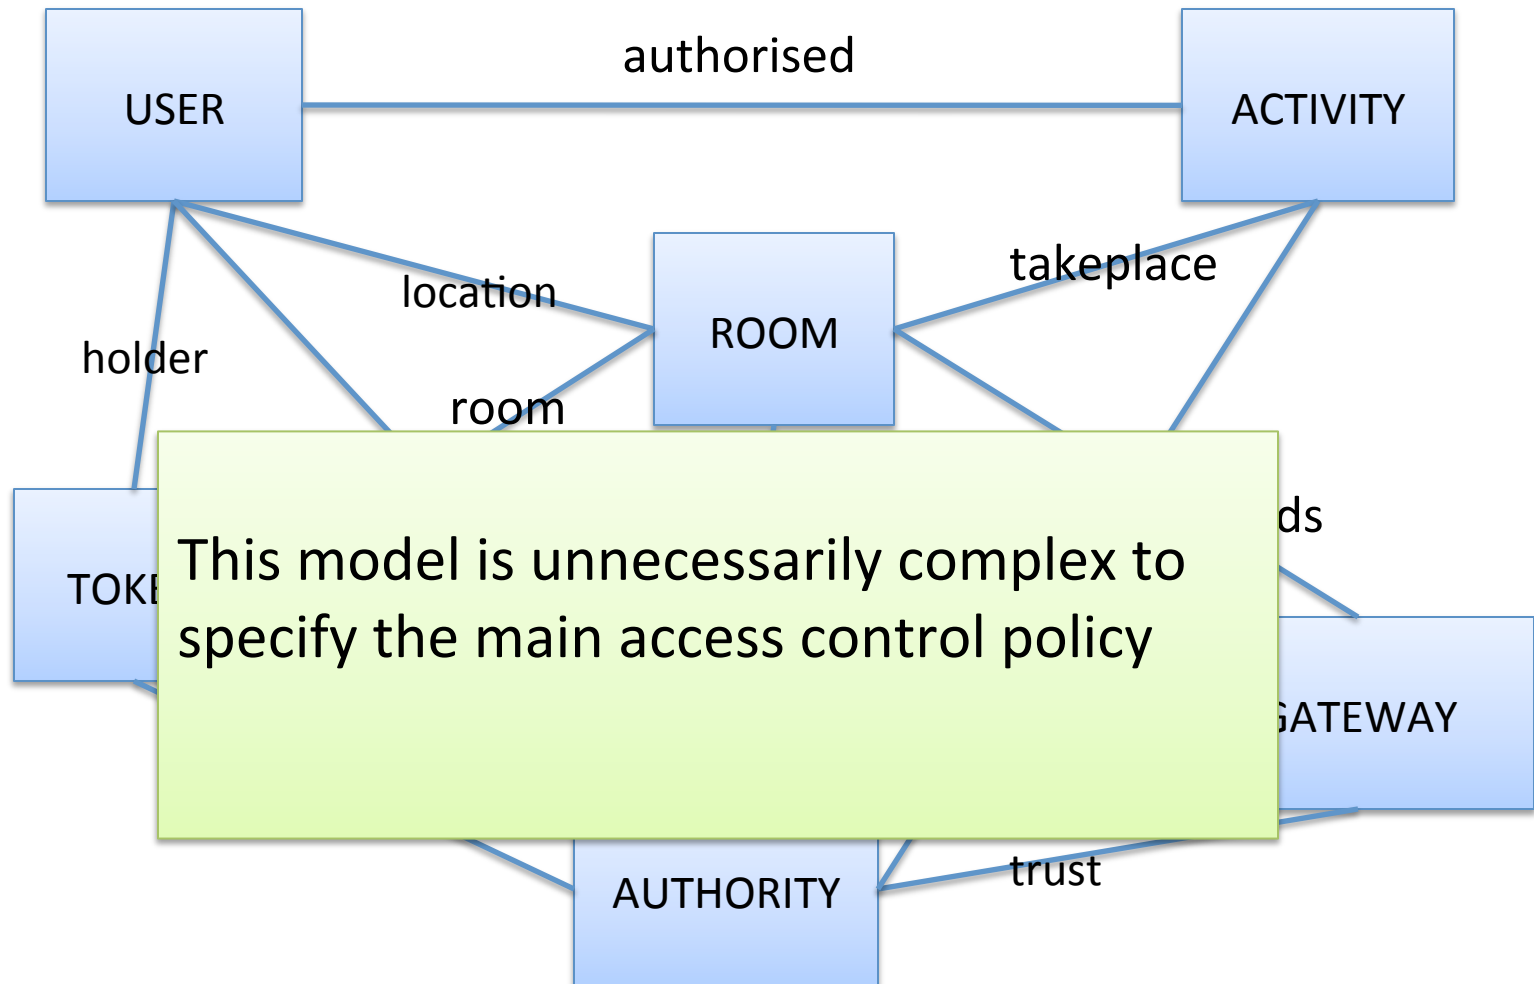 authorised
USER
ACTIVITY
takeplace
location
ROOM
holder
room
ds
This model is unnecessarily complex to
TOKE
specify the main access control policy
GATEWAY
trust
AUTHORITY